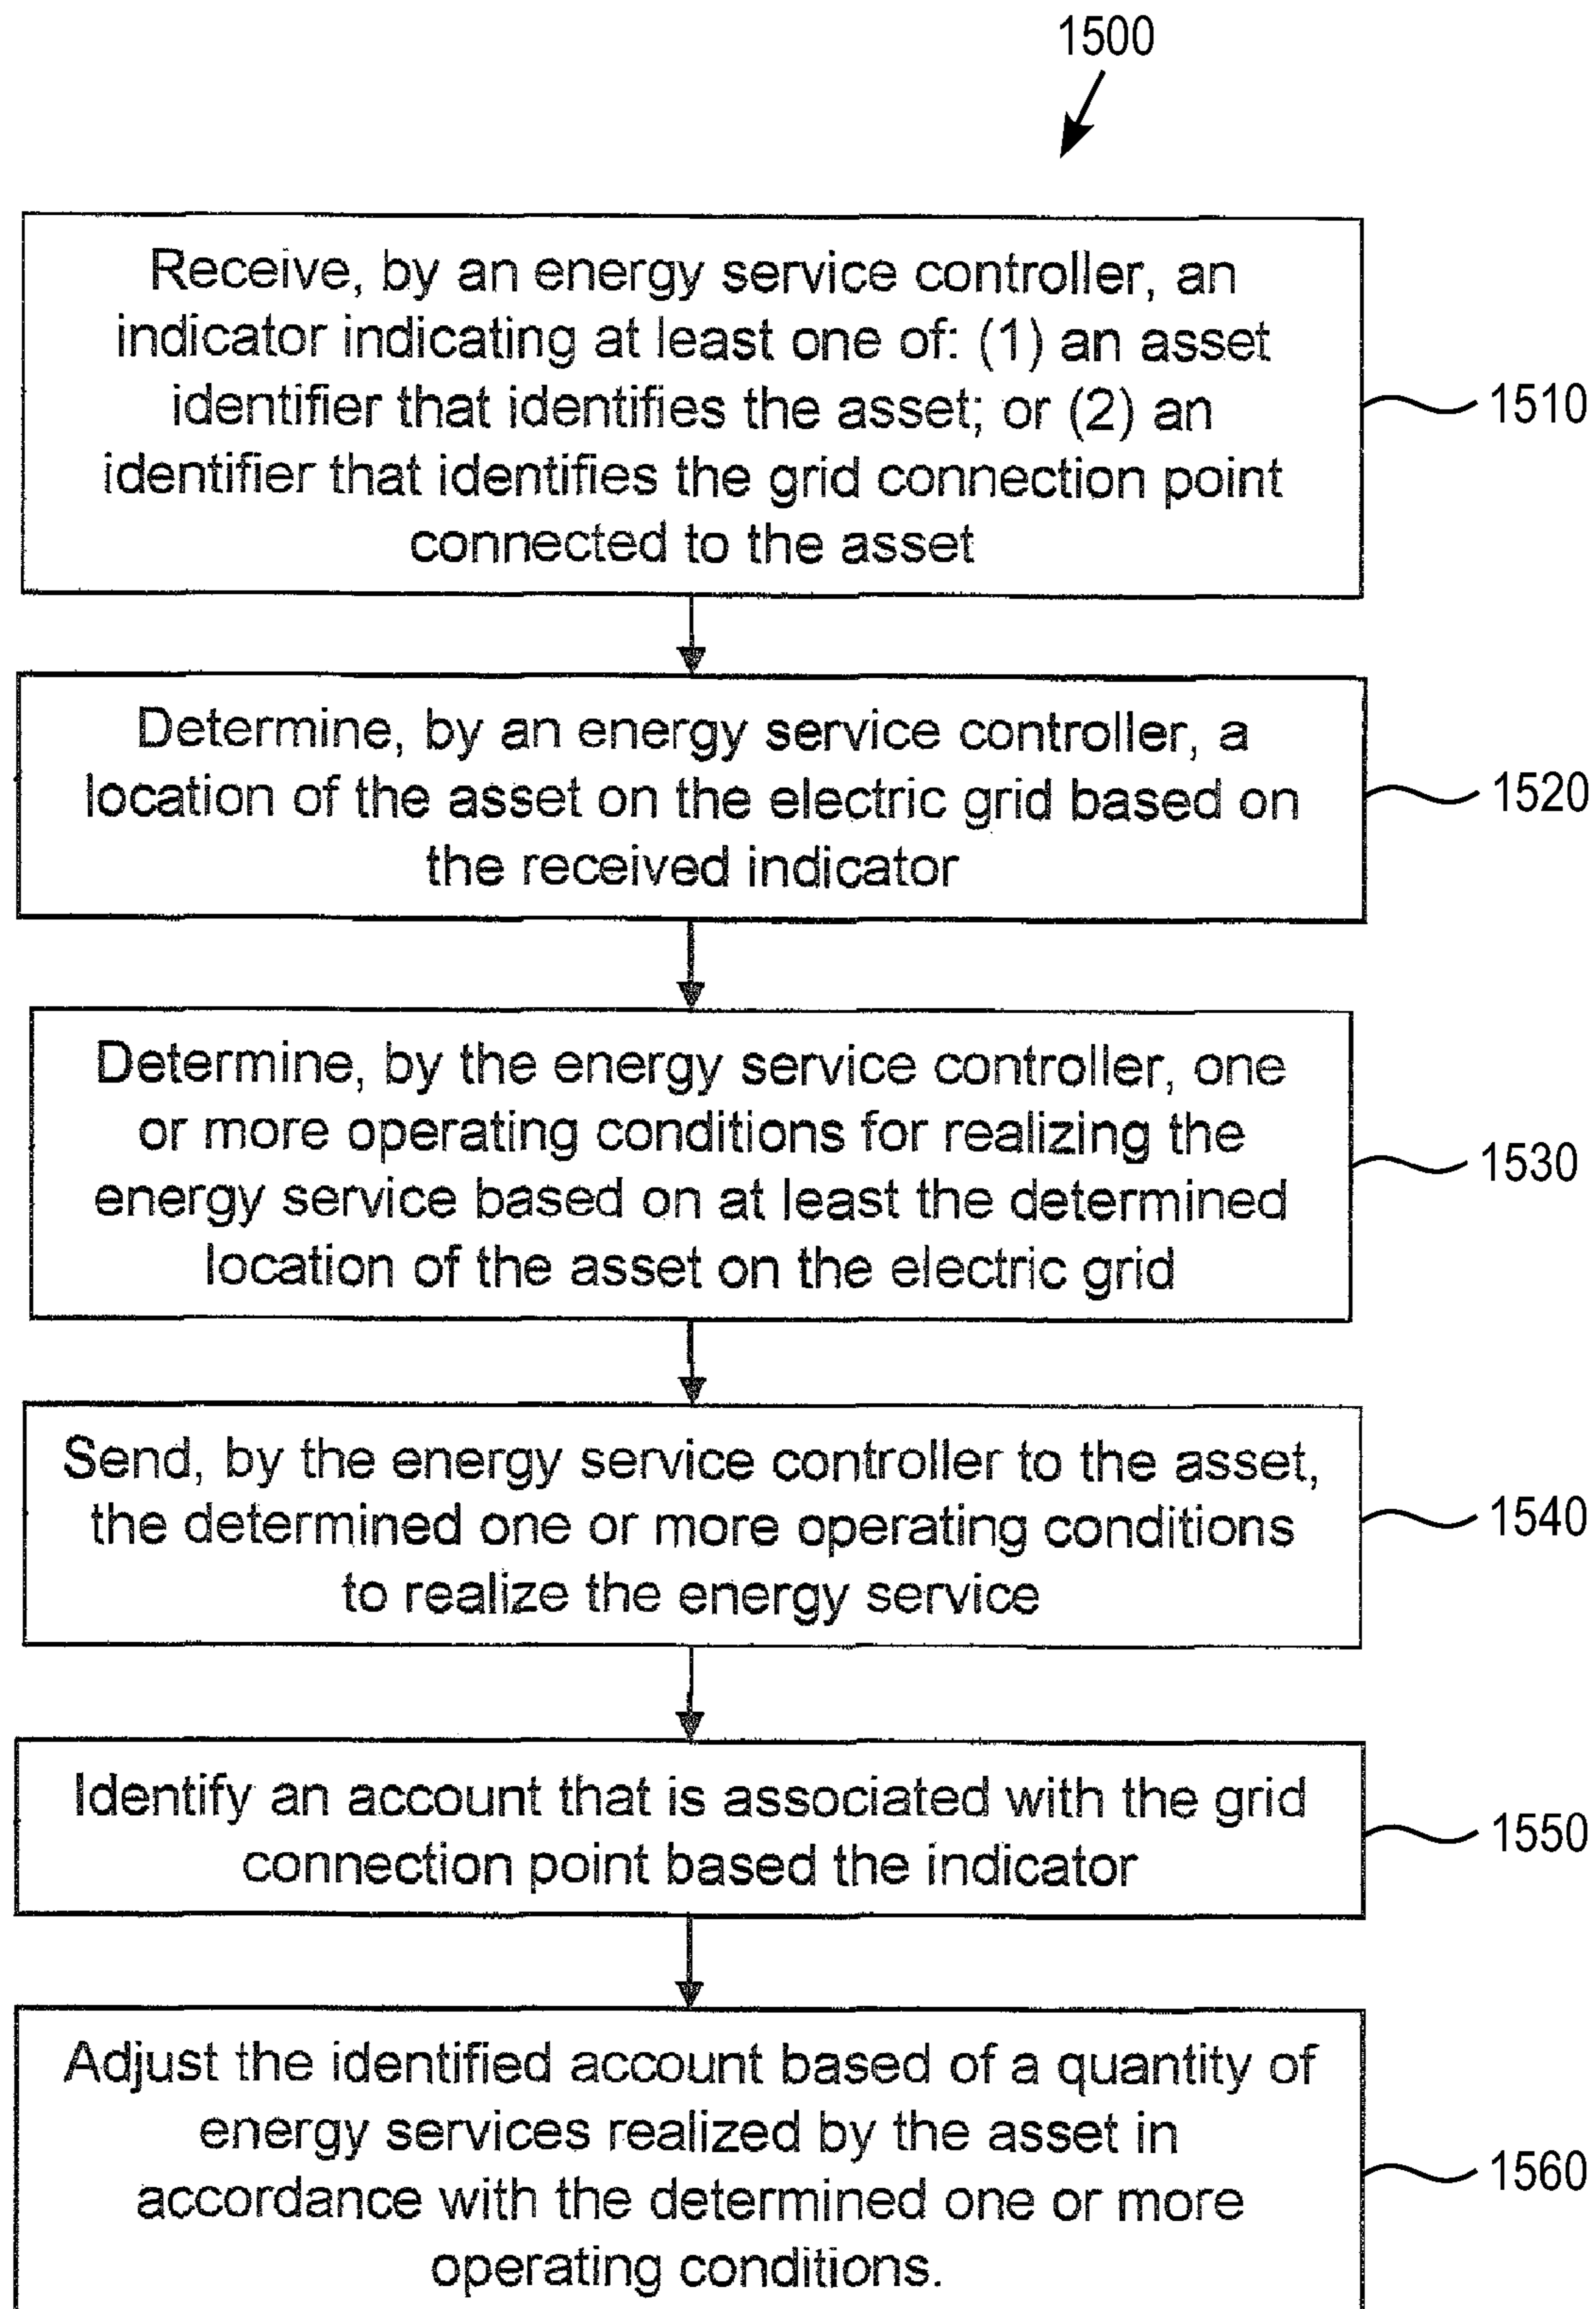 1500
Receive, by an energy service controller, an
indicator indicating at least one of: (1) an asset
identifier that identifies the asset; or (2) an
identifier that identifies the grid connection point
connected to the asset
1510
Determine, by an energy service controller, a
location of the asset on the electric grid based on
the received indicator
1520
Determine, by the energy service controller, one
or more operating conditions for realizing the
energy service based on at least the determined
location of the asset on the electric grid
1530
Send, by the energy service controller to the asset,
the determined one or more operating conditions
to realize the energy service
1540
Identify an account that is associated with the grid
connection point based the indicator
1550
Adjust the identified account based of a quantity of
energy services realized by the asset in
accordance with the determined one or more
operating conditions.
1560